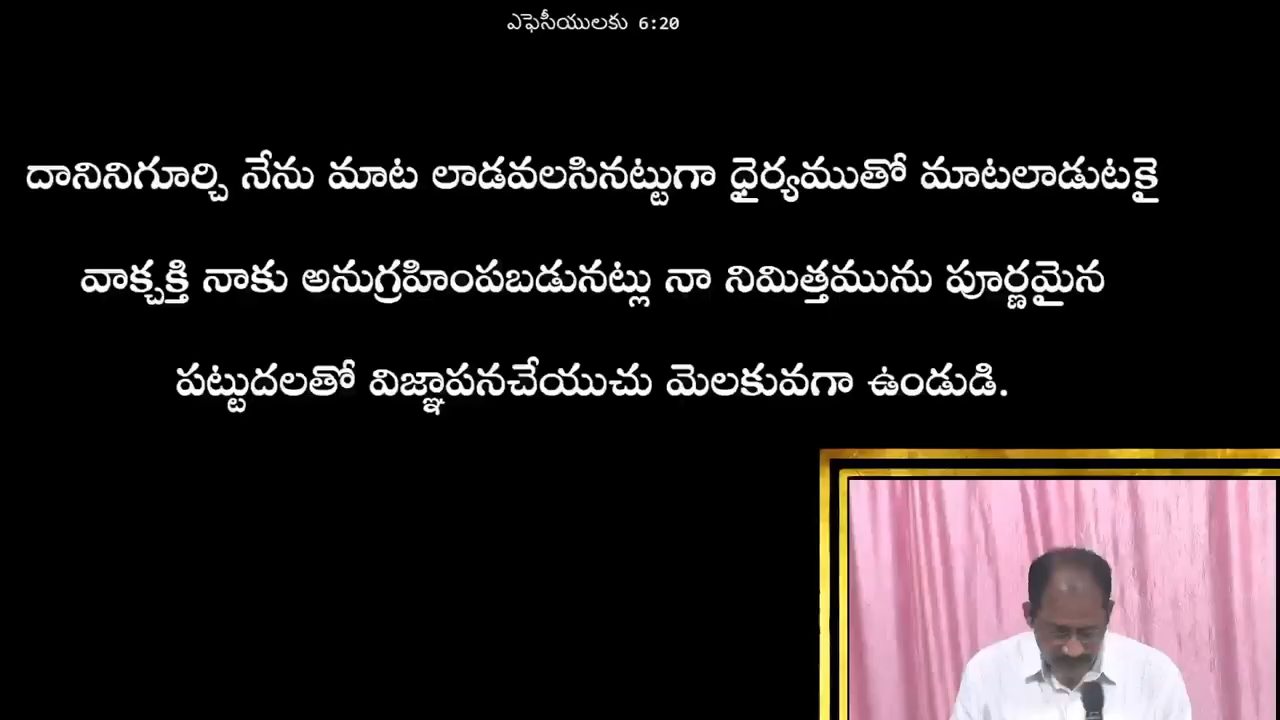 ఎఫెసీయులకు 6:20
దానినిగూర్చి నేను మాట లాడవలసినట్టుగా ధైర్యముతో మాటలాడుటకై
వాక్చక్తి నాకు అనుగ్రహింపబడునట్లు నా నిమిత్తమును పూర్ణమైన
పట్టుదలతో విజ్ఞాపనచేయుచు మెలకువగా ఉండుడి.